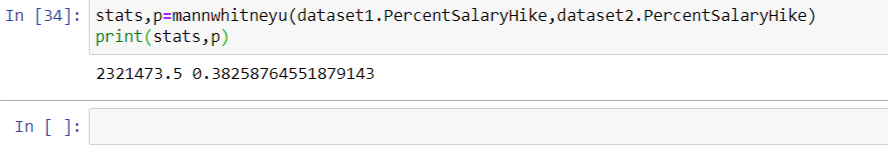 In [34]: stats,p=mannwhitneyu(dataset1.PercentSalaryHike,dataset2.PercentSalaryHike)
print(stats,p)
2321473.5 0.38258764551879143
In [ ]: